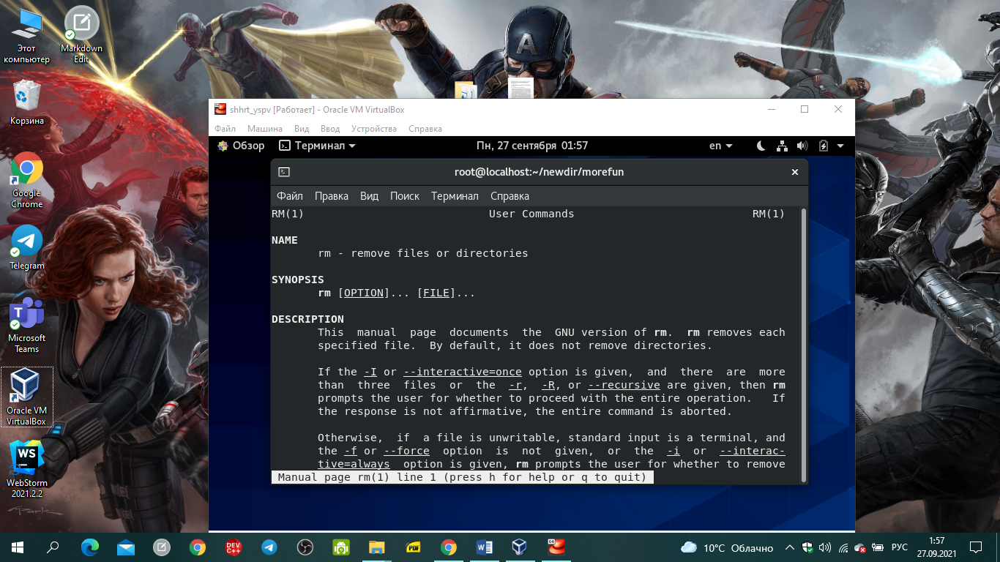 Этот
компьютер
Markdown
Edit
Корзина
Google
Chrome
Telegram
Microsoft
Teams
Oracle VM
VirtualBox
WS
WebStorm
2021.2.2
A
shhrt_yspv [Работает] - Oracle VM VirtualBox
Файл Машина Вид Ввод Устройства Справка
Обзор Терминал Пн, 27 сентября 01:57 en
root@localhost:~/newdir/morefun
Файл Правка Вид Поиск Терминал Справка
RM(1) User Commands RM(1)
NAME
rm - remove files or directories
SYNOPSIS
rm [OPTION]... [FILE]...
DESCRIPTION
This manual page documents the GNU version of rm. rm removes each
specified file. By default, it does not remove directories.
If the -I or --interactive=once option is given, and there are more
than three files or the -r, -R, or --recursive are given, then rm
prompts the user for whether to proceed with the entire operation. If
the response is not affirmative, the entire command is aborted.
Otherwise, if a file is unwritable, standard input is a terminal, and
the -f or --force option is not given, or the -i or --interac-
tive=always option is given, rm prompts the user for whether to remove
Manual page rm(1) line 1 (press h for help or q to quit)
DEV
C++
PDF
64
10°C Облачно
РУС
1:57
27.09.2021